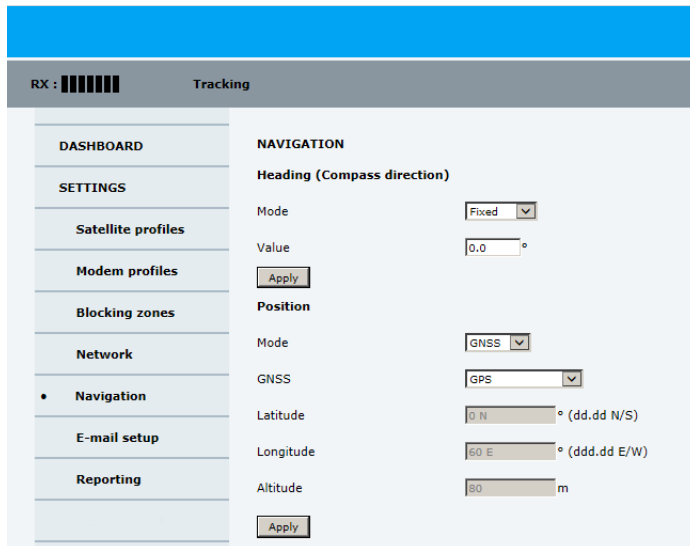 RX : Tracking
DASHBOARD
SETTINGS
Satellite profiles
Modem profiles
Blocking zones
Network
• Navigation
E-mail setup
Reporting
NAVIGATION
Heading (Compass direction)
Mode Fixed
Value 0.0 °
Apply
Position
Mode GNSS
GNSS GPS
Latitude 0 N ° (dd.dd N/S)
Longitude 60 E ° (ddd.dd E/W)
Altitude 80 m
Apply